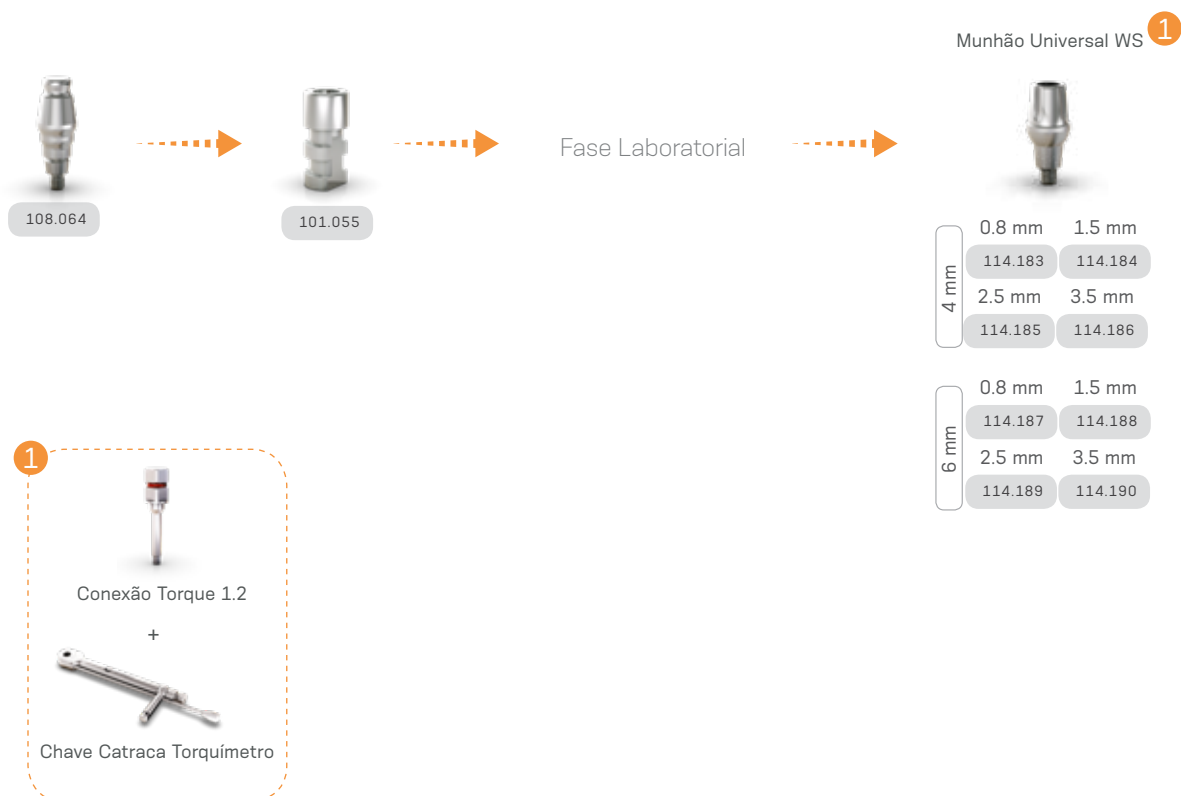 Munhão Universal WS 1
Fase Laboratorial
108.064
101.055
0.8 mm 1.5 mm
114.183 114.184
4 mm
2.5 mm 3.5 mm
114.185 114.186
0.8 mm 1.5 mm
114.187 114.188
6 mm
2.5 mm 3.5 mm
114.189 114.190
1
Conexão Torque 1.2
+
Chave Catraca Torquímetro